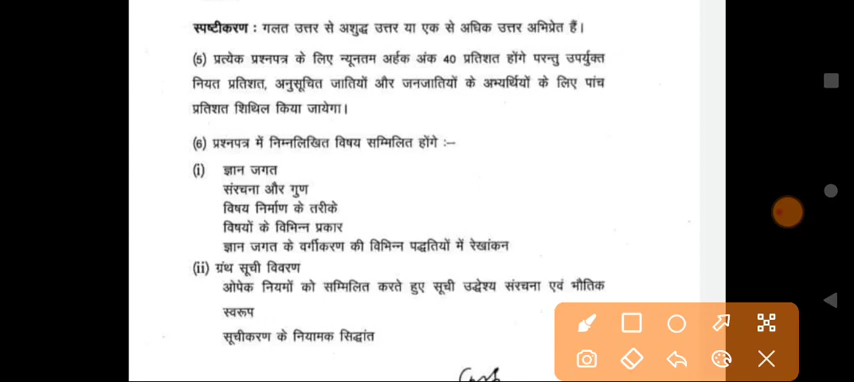 स्पष्टीकरण : गलत उत्तर से अशुद्ध उत्तर या एक से अधिक उत्तर अभिप्रेत हैं।
(5) प्रत्येक प्रश्नपत्र के लिए न्यूनतम अर्हक अंक 40 प्रतिशत होंगे परन्तु उपर्युक्त
नियत प्रतिशत, अनुसूचित जातियों और जनजातियों के अभ्यर्थियों के लिए पांच
प्रतिशत शिथिल किया जायेगा।
(6) प्रश्नपत्र में निम्नलिखित विषय सम्मिलित होंगे :–
(i) ज्ञान जगत
संरचना और गुण
विषय निर्माण के तरीके
विषयों के विभिन्न प्रकार
ज्ञान जगत के वर्गीकरण की विभिन्न पद्धतियों में रेखांकन
(ii) ग्रंथ सूची विवरण
ओपेक नियमों को सम्मिलित करते हुए सूची उद्धेश्य संरचना एवं भौतिक
स्वरूप
सूचीकरण के नियामक सिद्धांत